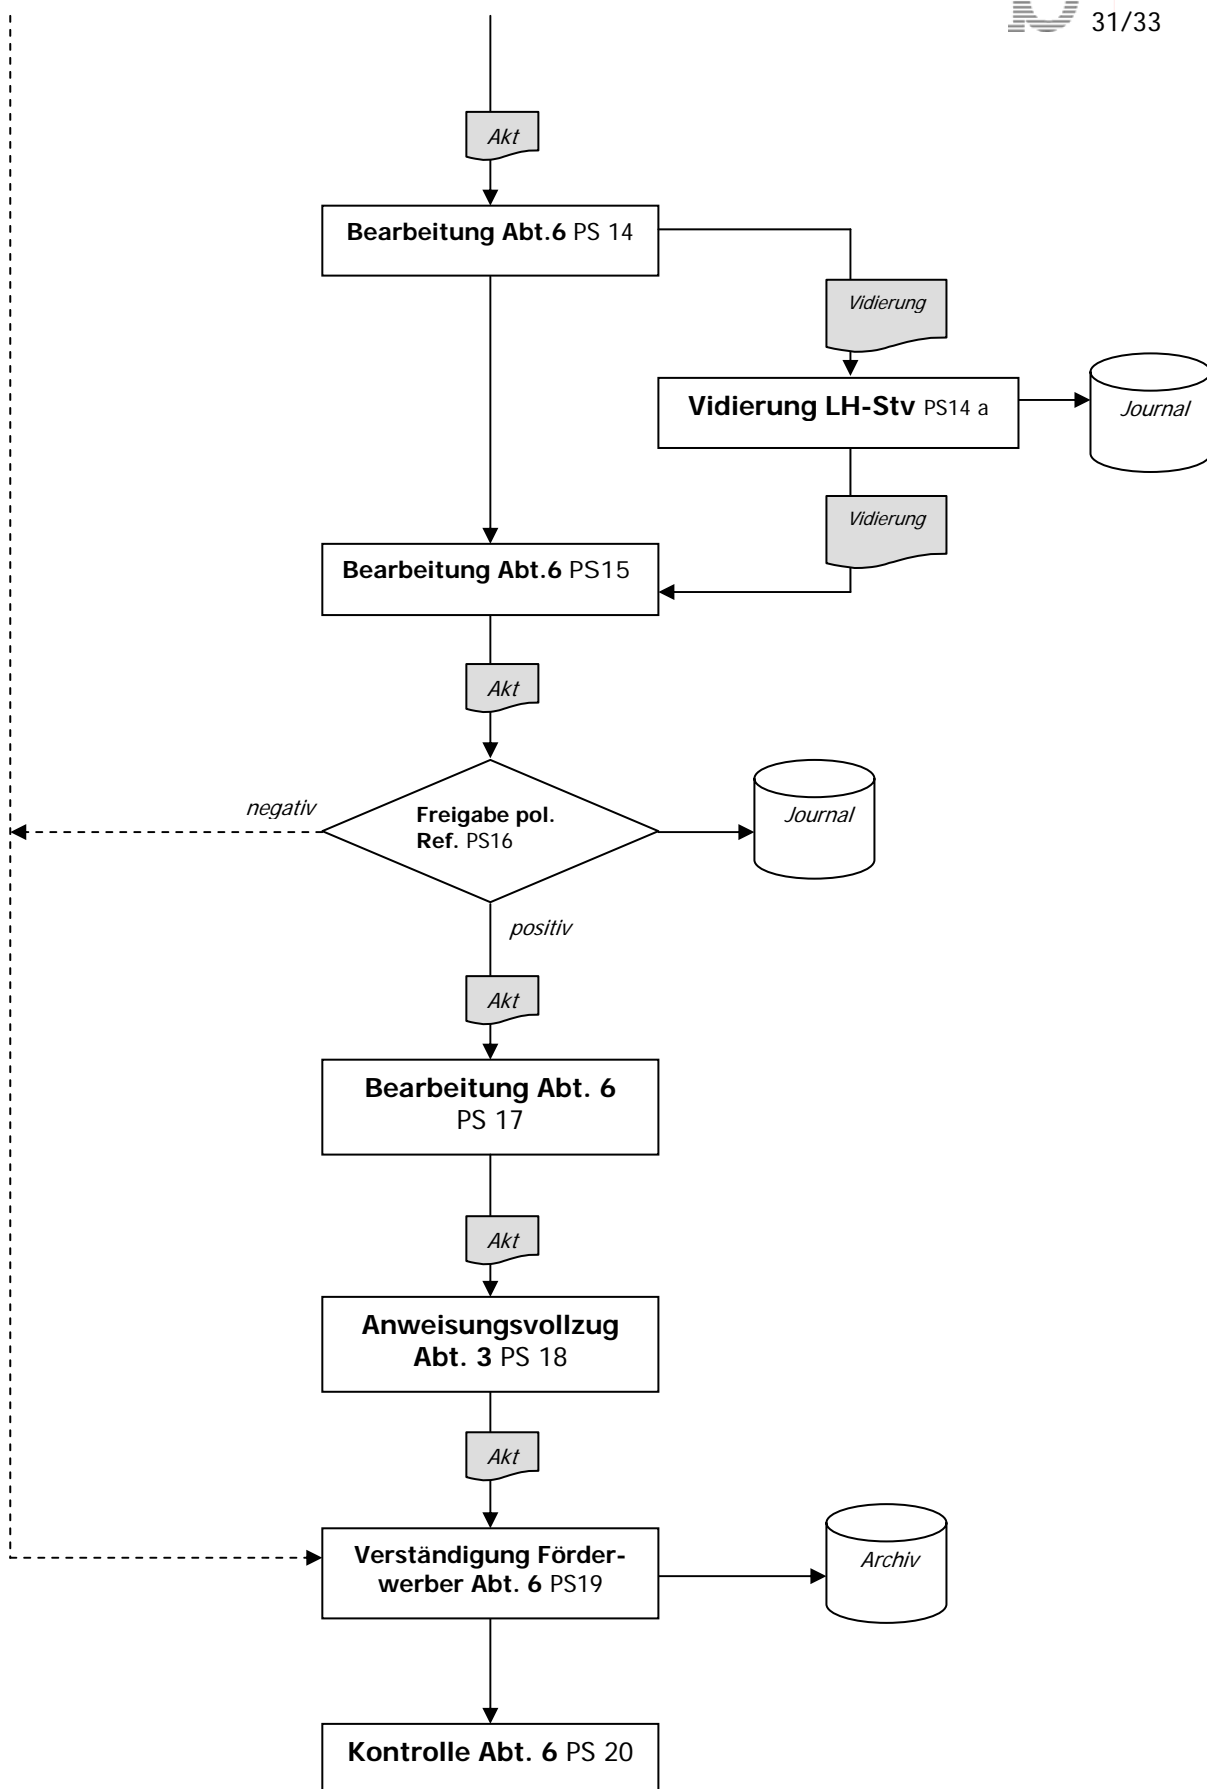 31/33
Akt
Bearbeitung Abt.6 PS 14
Vidierung
Vidierung LH-Stv PS14 a
Journal
Vidierung
Bearbeitung Abt.6 PS15
Akt
negativ
Freigabe pol.
Ref. PS16
Journal
positiv
Akt
Bearbeitung Abt. 6
PS 17
Akt
Anweisungsvollzug
Abt. 3 PS 18
Akt
Verständigung Förder-
werber Abt. 6 PS19
Archiv
Kontrolle Abt. 6 PS 20